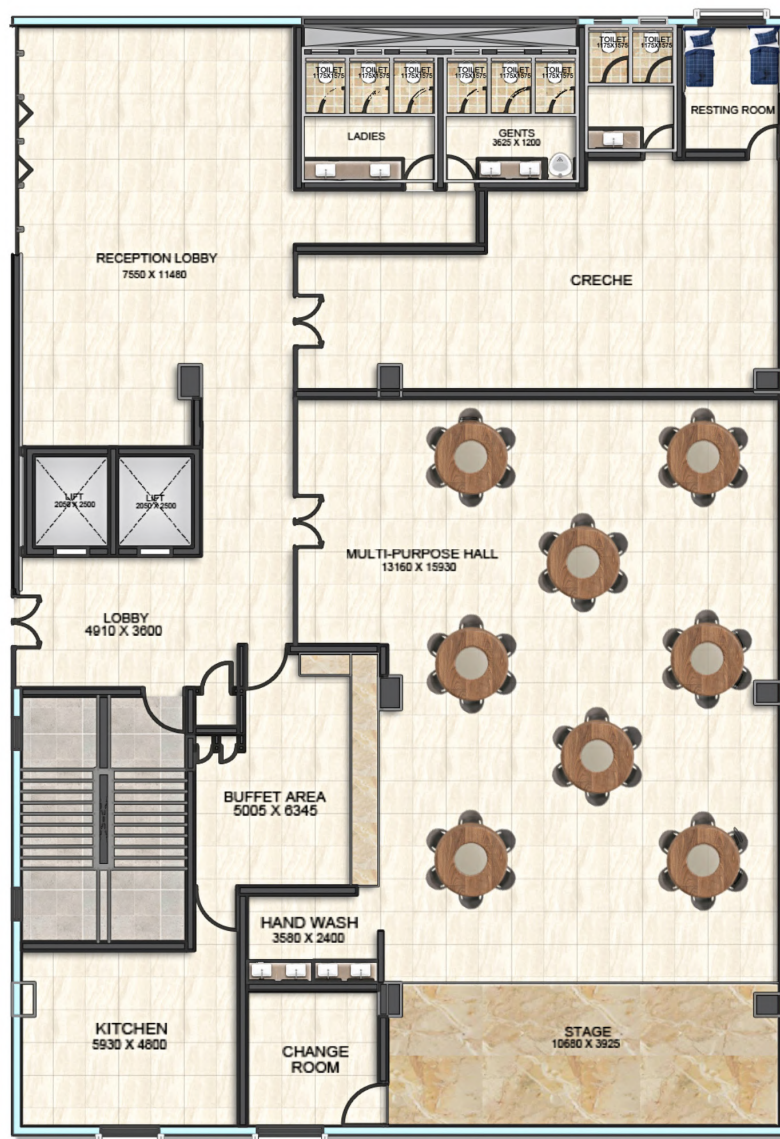 TOILET
1175X1575
TOILET
1175X1575
TOILET
1175X1575
TOILET
1175X1575
TOILET
1175X1575
TOILET
1175X1575
TOILET
1175X1575
TOILET
1175X1575
RESTING ROOM
LADIES
GENTS
3625 X 1200
RECEPTION LOBBY
7550 X 11480
CRECHE
LIFT
2050 X 2500
LIFT
2050 X 2500
MULTI-PURPOSE HALL
13160 X 15930
LOBBY
4910 X 3600
BUFFET AREA
5005 X 6345
HAND WASH
3580 X 2400
KITCHEN
5930 X 4800
CHANGE
ROOM
STAGE
10680 X 3925